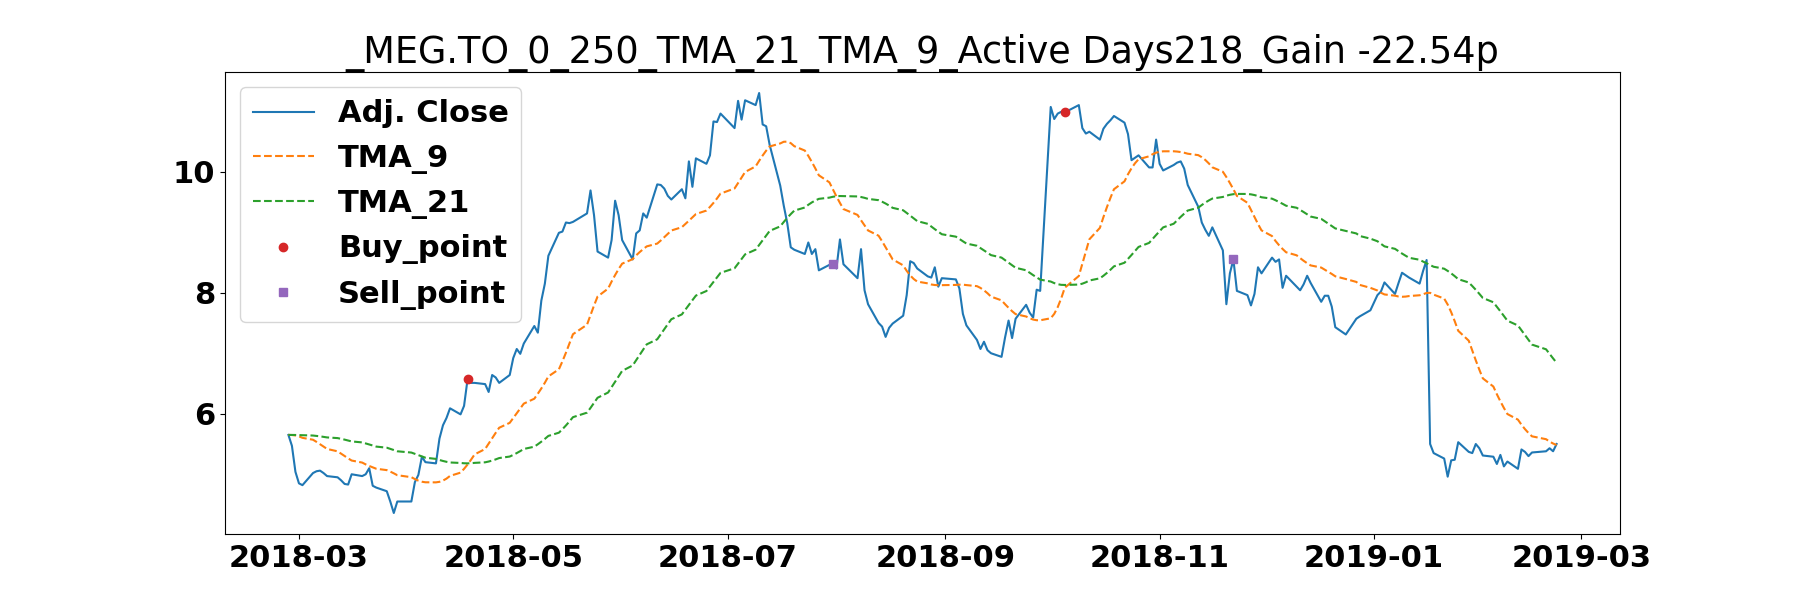 _MEG.TO_0_250_TMA_21_TMA_9_Active Days218_Gain -22.54p
Adj. Close
TMA_9
TMA_21
Buy_point
Sell_point
10
8
6
2018-03 2018-05 2018-07 2018-09 2018-11 2019-01 2019-03